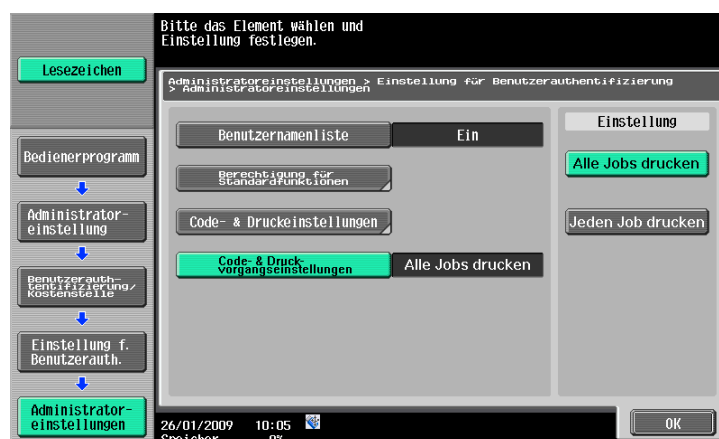 Bitte das Element wählen und
Einstellung festlegen.
Lesezeichen
Administratoreinstellungen > Einstellung für Benutzerauthentifizierung
> Administratoreinstellungen
Bedienerprogramm
Administrator-
einstellung
Benutzerauth-
tentifizierung/
Kostenstelle
Einstellung f.
Benutzerauth.
Administrator-
einstellungen
Benutzernamenliste
Ein
Berechtigung für
Standardfunktionen
Code- & Druckeinstellungen
Code- & Druck-
vorgangseinstellungen
Alle Jobs drucken
Einstellung
Alle Jobs drucken
Jeden Job drucken
26/01/2009 10:05
Speicher 0%
OK